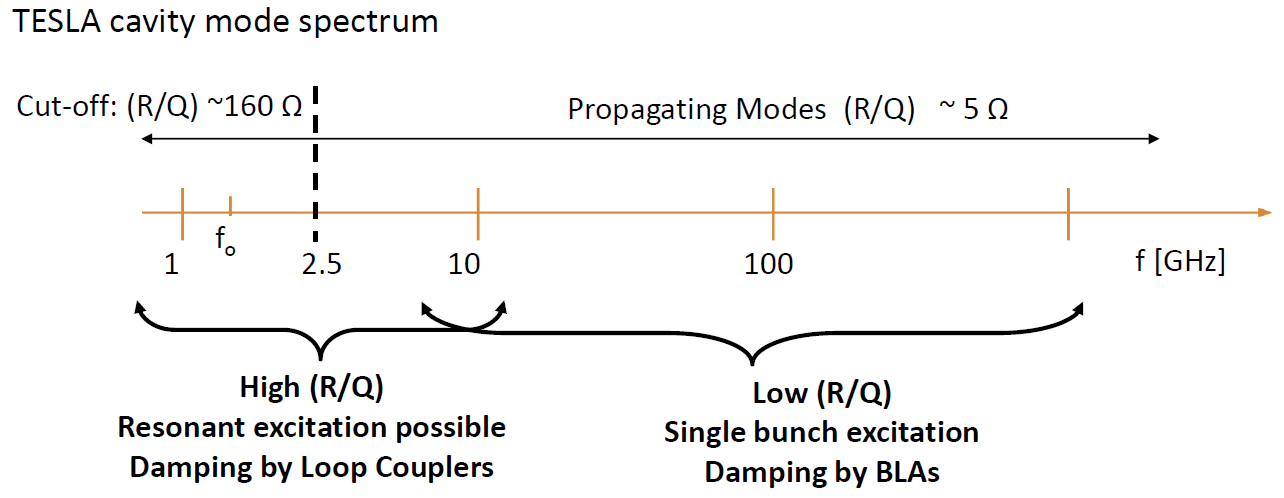 TESLA cavity mode spectrum
Cut-off: (R/Q) ~160 Ω
Propagating Modes (R/Q) ~ 5 Ω
fo
1 2.5 10 100 f [GHz]
High (R/Q)
Resonant excitation possible
Damping by Loop Couplers
Low (R/Q)
Single bunch excitation
Damping by BLAs